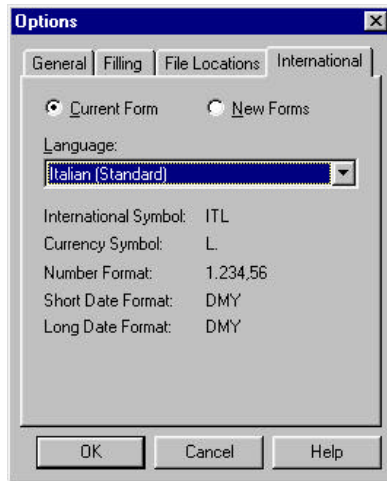 Options
General Filling File Locations International
Current Form New Forms
Language:
Italian (Standard)
International Symbol: ITL
Currency Symbol: L.
Number Format: 1.234,56
Short Date Format: DMY
Long Date Format: DMY
OK Cancel Help